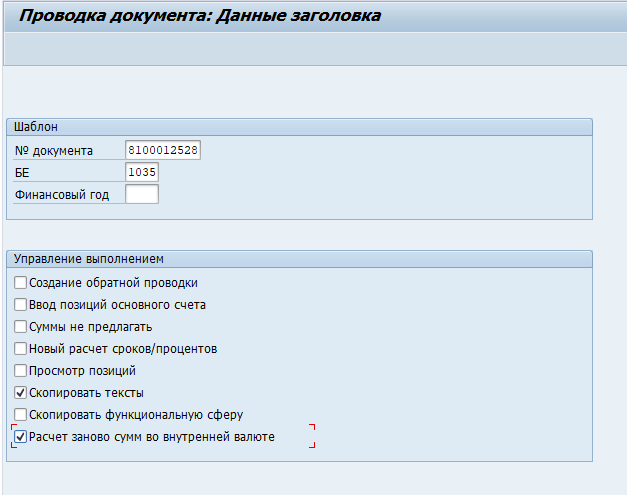 Проводка документа: Данные заголовка
Шаблон
№ документа 8100012528
БЕ 1035
Финансовый год
Управление выполнением
Создание обратной проводки
Ввод позиций основного счета
Суммы не предлагать
Новый расчет сроков/процентов
Просмотр позиций
Скопировать тексты
Скопировать функциональную сферу
Расчет заново сумм во внутренней валюте